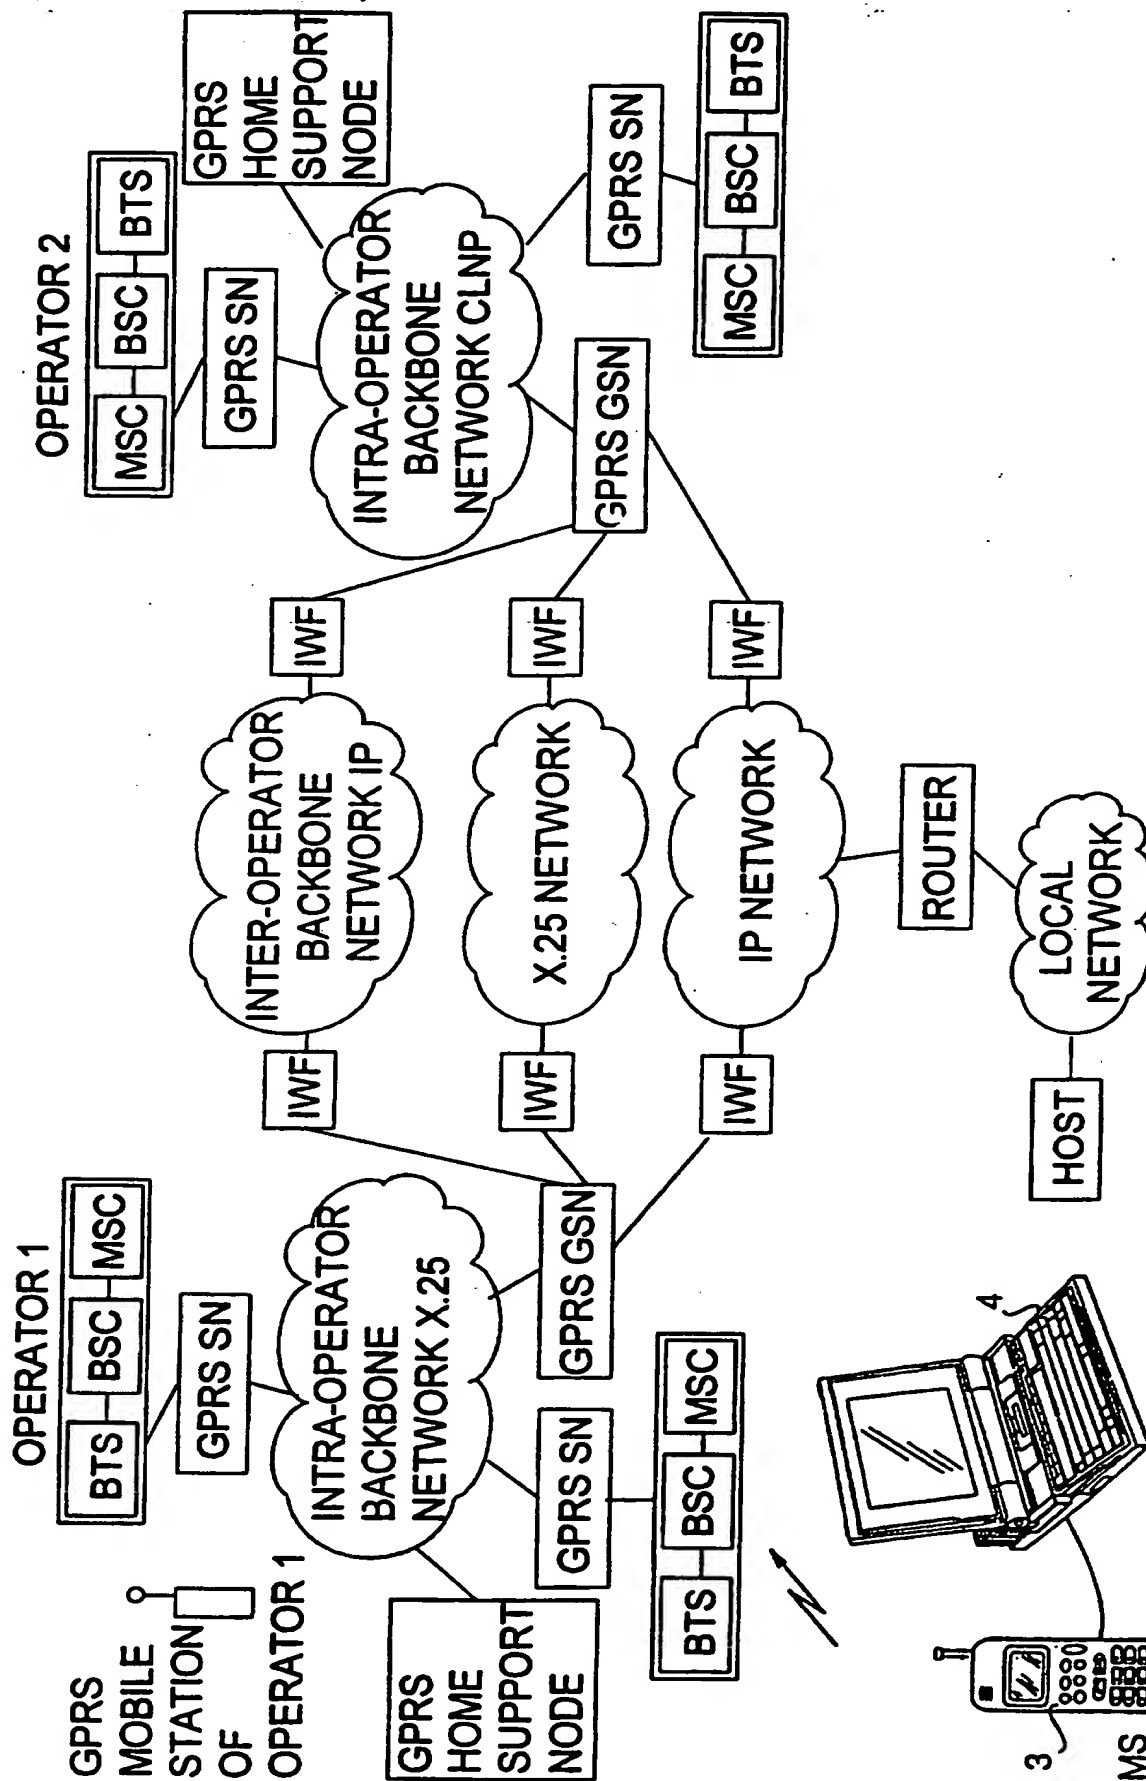 GPRS
MOBILE
STATION
OF
OPERATOR 1
OPERATOR 1
BTS
BSC
MSC
GPRS SN
INTRA-OPERATOR
BACKBONE
NETWORK X.25
GPRS
HOME
SUPPORT
NODE
GPRS SN
BTS
BSC
MSC
GPRS GSN
IWF
IWF
IWF
INTER-OPERATOR
BACKBONE
NETWORK IP
X.25 NETWORK
IP NETWORK
IWF
IWF
IWF
OPERATOR 2
MSC
BSC
BTS
GPRS SN
GPRS
HOME
SUPPORT
NODE
INTRA-OPERATOR
BACKBONE
NETWORK CLNP
GPRS GSN
GPRS SN
MSC
BSC
BTS
ROUTER
LOCAL
NETWORK
HOST
3
MS
4